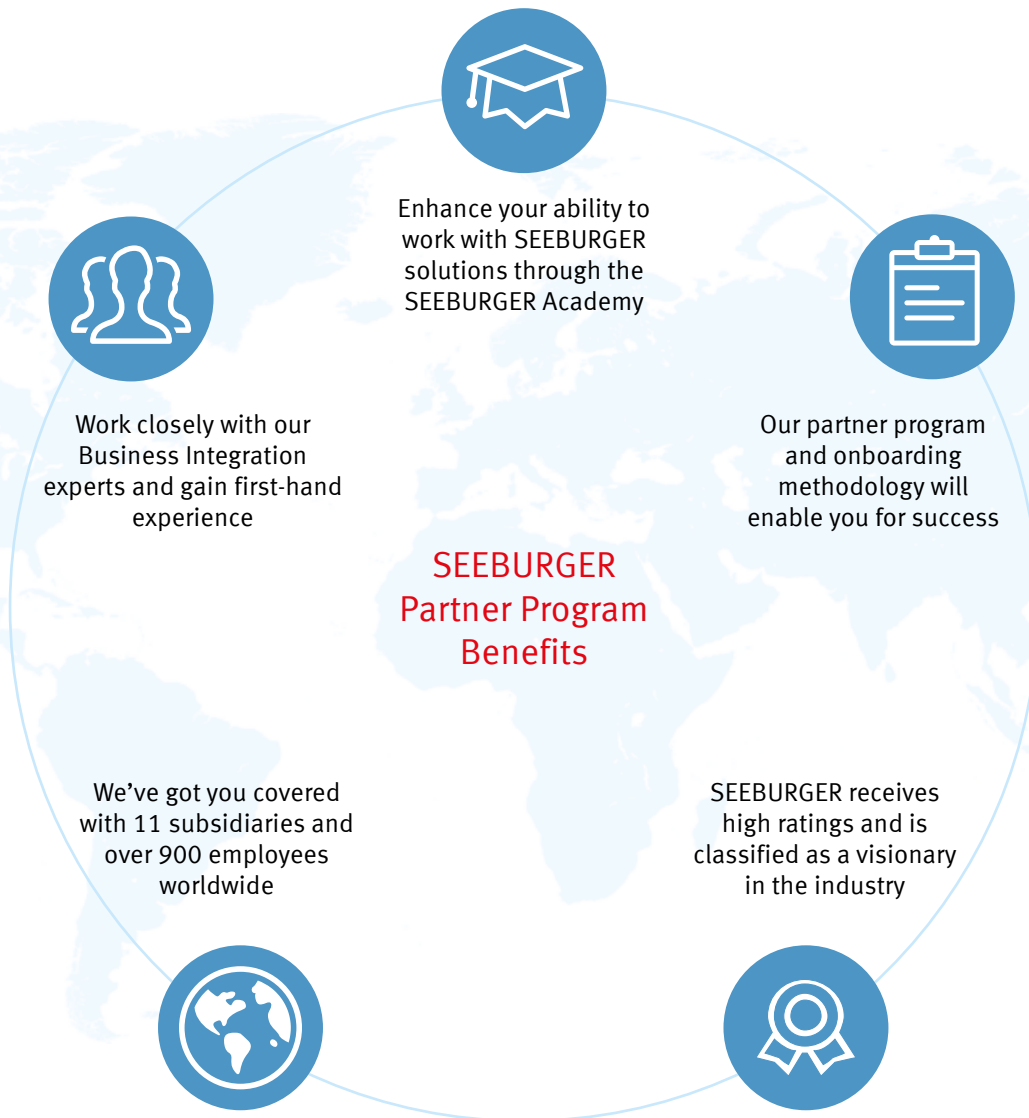 Enhance your ability to
work with SEEBURGER
solutions through the
SEEBURGER Academy
Work closely with our
Business Integration
experts and gain first-hand
experience
Our partner program
and onboarding
methodology will
enable you for success
SEEBURGER
Partner Program
Benefits
We’ve got you covered
with 11 subsidiaries and
over 900 employees
worldwide
SEEBURGER receives
high ratings and is
classified as a visionary
in the industry